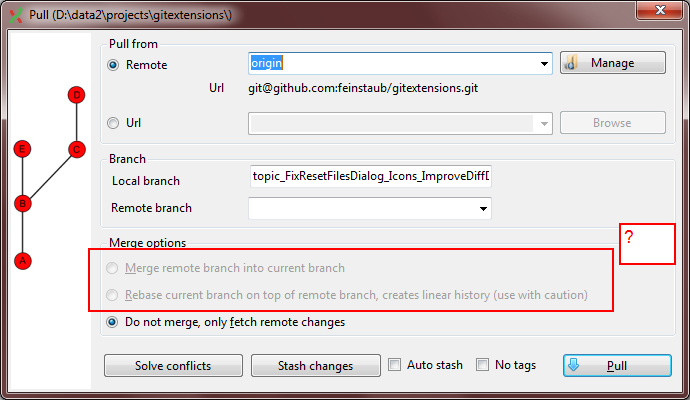 Pull (D:\data2\projects\gitextensions\)
Pull from
Remote
origin
Manage
Url
git@github.com:feinstaub/gitextensions.git
Url
Browse
Branch
Local branch
topic_FixResetFilesDialog_Icons_ImproveDiffD
Remote branch
Merge options
?
Merge remote branch into current branch
Rebase current branch on top of remote branch, creates linear history (use with caution)
Do not merge, only fetch remote changes
Solve conflicts
Stash changes
Auto stash
No tags
Pull
D
E
C
B
A